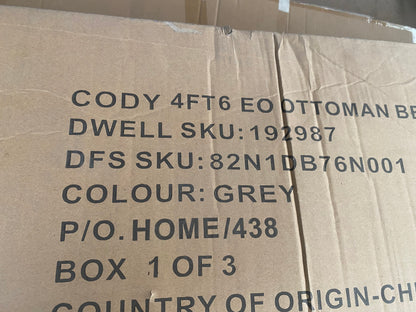 CODY 4FT6 EO OTTOMAN BE
DWELL SKU: 192987
DFS SKU: 82N1DB76N001
COLOUR: GREY
P/O. HOME/438
BOX 1 OF 3
COUNTRY OF ORIGIN-CHI